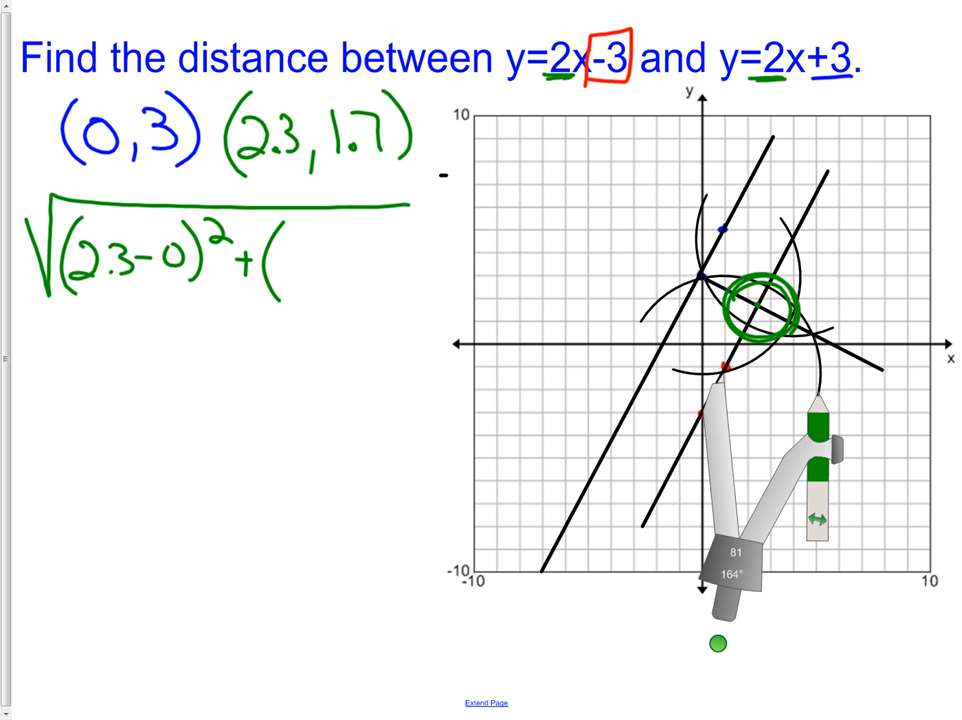 Find the distance between y=2x-3 and y=2x+3.
(0,3) (2.3, 1.7)
√(2.3-0)²+(
y
10
-
x
-10
-10
10
81
164°
Extend Page